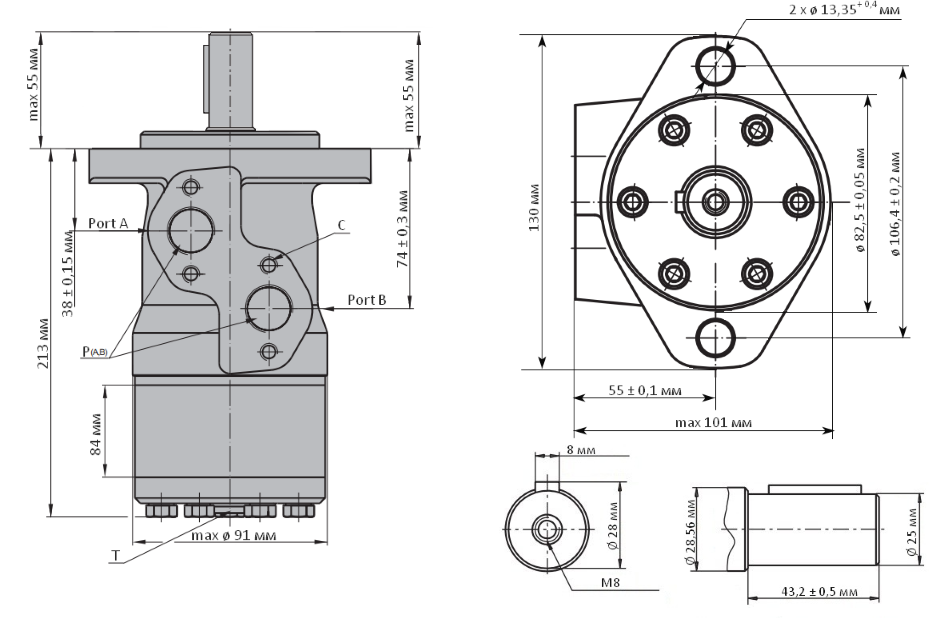 2 x ø 13,35⁺⁰·⁴ мм
max 55 мм
max 55 мм
Port A
C
38 ± 0,15 мм
74 ± 0,3 мм
Port B
P(A,B)
213 мм
84 мм
max ø 91 мм
T
130 мм
ø 82,5 ± 0,05 мм
ø 106,4 ± 0,2 мм
55 ± 0,1 мм
max 101 мм
8 мм
Ø 28 мм
M8
Ø 28,56 мм
Ø 25 мм
43,2 ± 0,5 мм